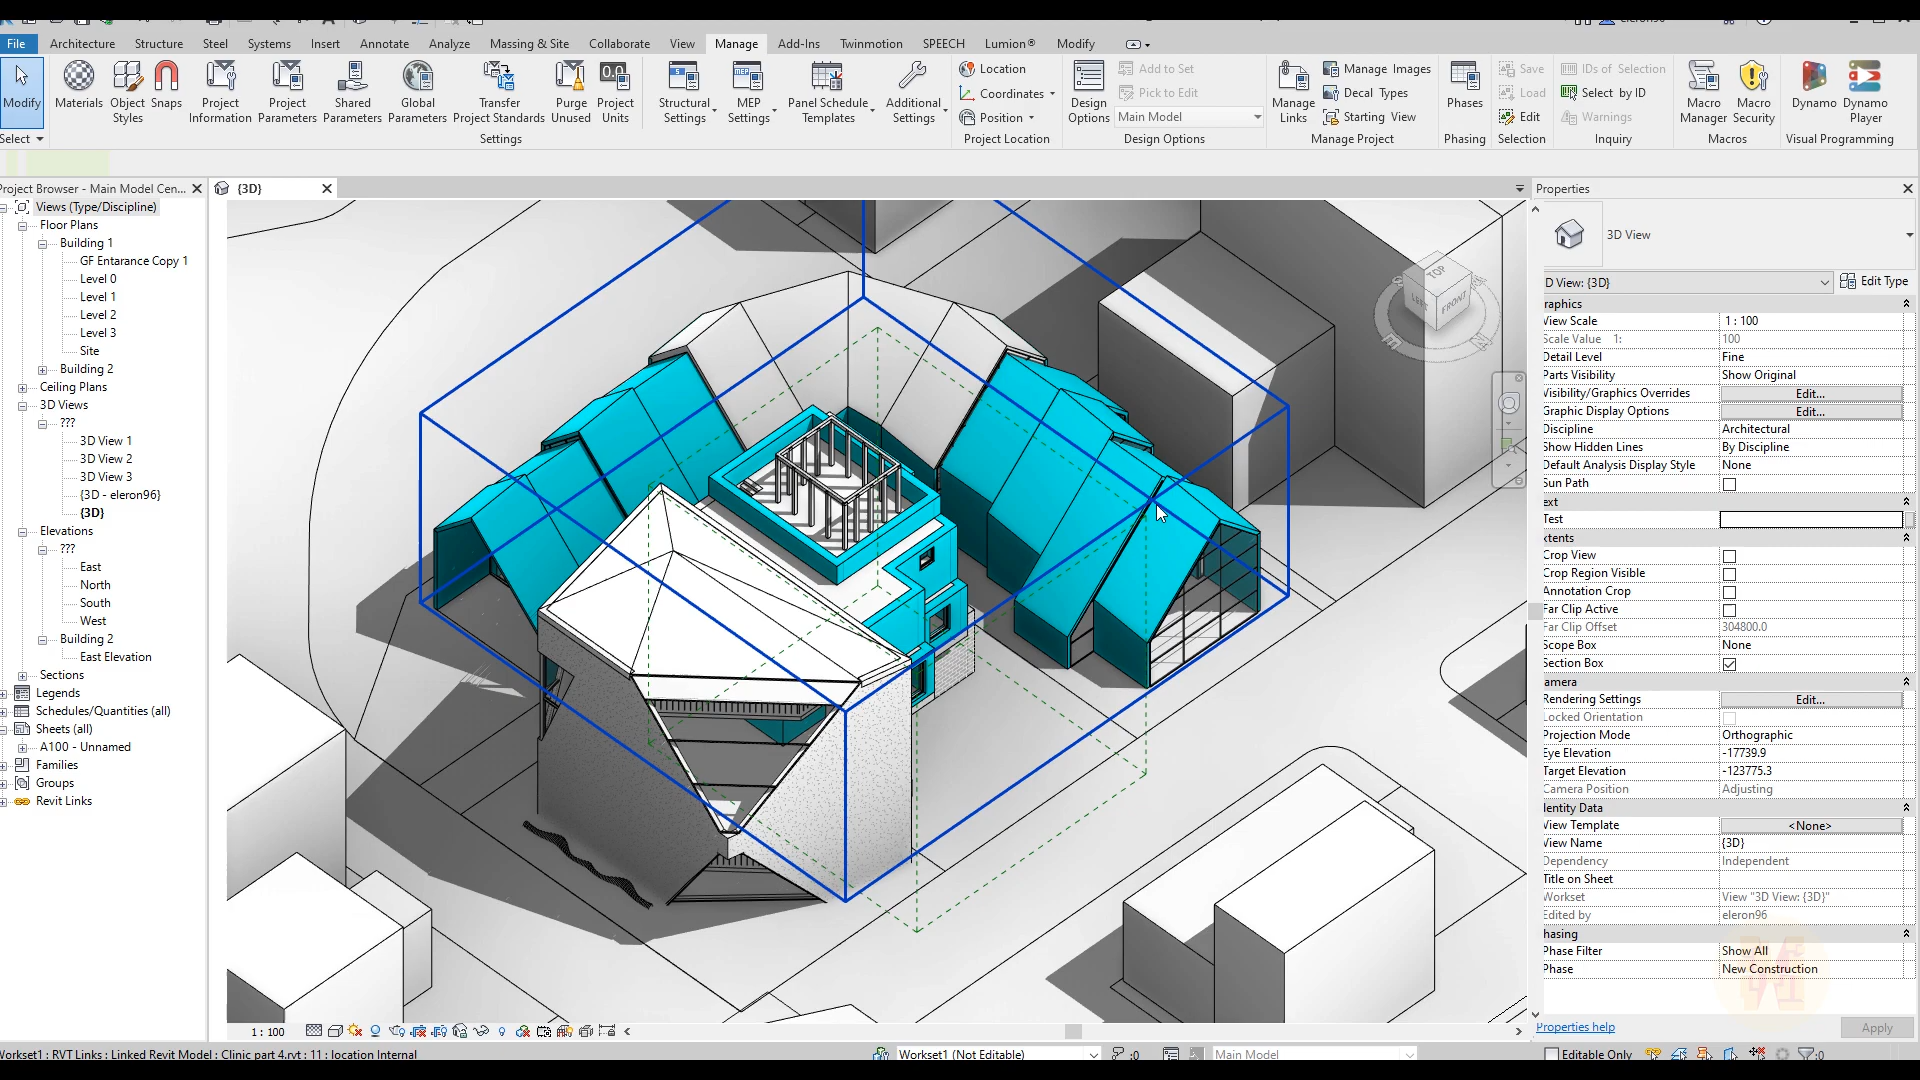 File Architecture Structure Steel Systems Insert Annotate Analyze Massing & Site Collaborate View Manage Add-Ins Twinmotion SPEECH Lumion® Modify
Modify
Select
Materials
Object
Styles
Snaps
Project
Information
Project
Parameters
Shared
Parameters
Global
Parameters
Transfer
Project Standards
Purge
Unused
Project
Units
Settings
Structural
Settings
MEP
Settings
Panel Schedule
Templates
Additional
Settings
Location
Coordinates
Position
Project Location
Design
Options
Add to Set
Pick to Edit
Main Model
Design Options
Manage
Links
Manage Images
Decal Types
Starting View
Manage Project
Phases
Phasing
Save
Load
Edit
Selection
IDs of Selection
Select by ID
Warnings
Inquiry
Macro
Manager
Macro
Security
Macros
Dynamo
Dynamo
Player
Visual Programming
Project Browser - Main Model Cen...
Views (Type/Discipline)
Floor Plans
Building 1
GF Entarance Copy 1
Level 0
Level 1
Level 2
Level 3
Site
Building 2
Ceiling Plans
3D Views
???
3D View 1
3D View 2
3D View 3
{3D - eleron96}
{3D}
Elevations
???
East
North
South
West
Building 2
East Elevation
Sections
Legends
Schedules/Quantities (all)
Sheets (all)
A100 - Unnamed
Families
Groups
Revit Links
{3D}
TOP
LEFT
FRONT
Properties
3D View
D View: {3D} Edit Type
raphics
View Scale 1 : 100
Scale Value 1: 100
Detail Level Fine
Parts Visibility Show Original
Visibility/Graphics Overrides Edit...
Graphic Display Options Edit...
Discipline Architectural
Show Hidden Lines By Discipline
Default Analysis Display Style None
Sun Path
ext
Test
xtents
Crop View
Crop Region Visible
Annotation Crop
Far Clip Active
Far Clip Offset 304800.0
Scope Box None
Section Box
amera
Rendering Settings Edit...
Locked Orientation
Projection Mode Orthographic
Eye Elevation -17739.9
Target Elevation -123775.3
Camera Position Adjusting
dentity Data
View Template <None>
View Name {3D}
Dependency Independent
Title on Sheet
Workset View "3D View: {3D}"
Edited by eleron96
hasing
Phase Filter Show All
Phase New Construction
Properties help Apply
1 : 100
Workset1 : RVT Links : Linked Revit Model : Clinic part 4.rvt : 11 : location Internal
Workset1 (Not Editable)
:0
Main Model
Editable Only
:0